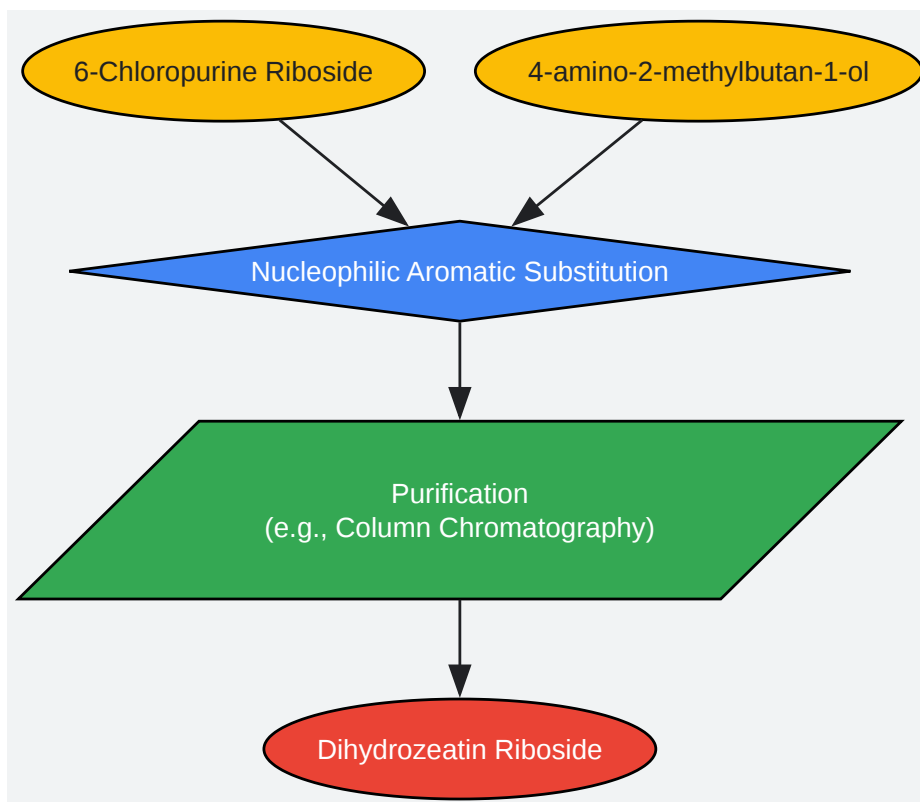 6-Chloropurine Riboside
4-amino-2-methylbutan-1-ol
Nucleophilic Aromatic Substitution
Purification
(e.g., Column Chromatography)
Dihydrozeatin Riboside